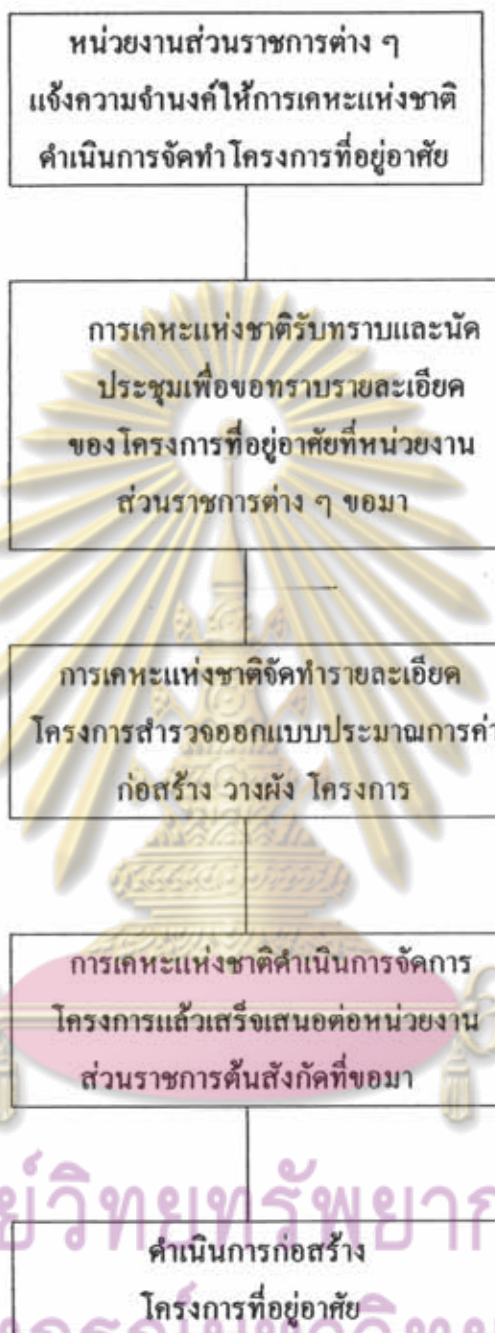 หน่วยงานส่วนราชการต่าง ๆ
แจ้งความจำนงค์ให้การเคหะแห่งชาติ
ดำเนินการจัดทำโครงการที่อยู่อาศัย
การเคหะแห่งชาติรับทราบและนัด
ประชุมเพื่อขอทราบรายละเอียด
ของโครงการที่อยู่อาศัยที่หน่วยงาน
ส่วนราชการต่าง ๆ ขอมา
การเคหะแห่งชาติจัดทำรายละเอียด
โครงการสำรวจออกแบบประมาณการค่า
ก่อสร้าง วางผัง โครงการ
การเคหะแห่งชาติดำเนินการจัดการ
โครงการแล้วเสร็จเสนอต่อหน่วยงาน
ส่วนราชการต้นสังกัดที่ขอมา
ย์วิทยทรัพยาก
ดำเนินการก่อสร้าง
โครงการที่อยู่อาศัย